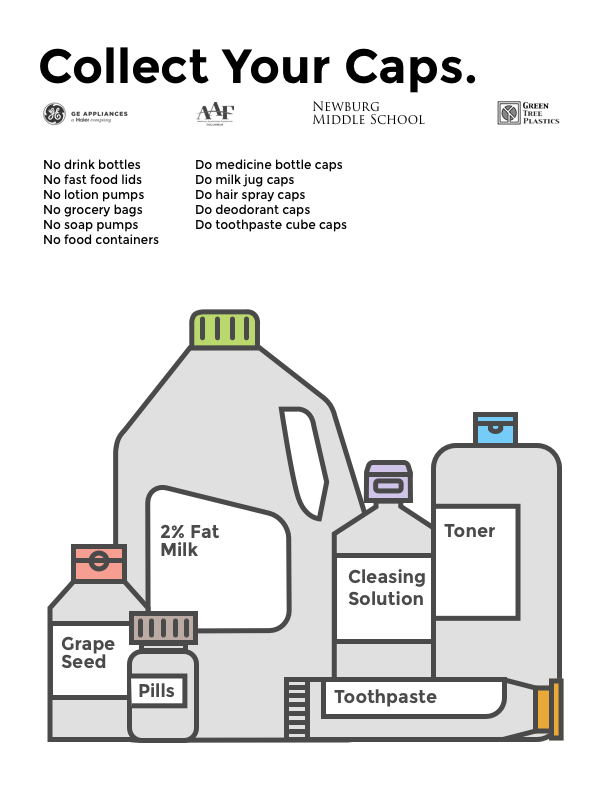 Collect Your Caps.
GE APPLIANCES
a Haier company
AAF
NEWBURG
MIDDLE SCHOOL
GREEN
TREE
PLASTICS
No drink bottles
No fast food lids
No lotion pumps
No grocery bags
No soap pumps
No food containers
Do medicine bottle caps
Do milk jug caps
Do hair spray caps
Do deodorant caps
Do toothpaste cube caps
2% Fat
Milk
Toner
Cleasing
Solution
Grape
Seed
Pills
Toothpaste